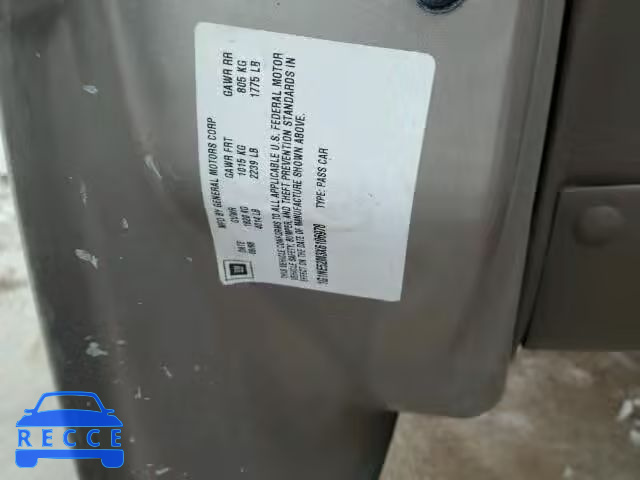 MFD BY GENERAL MOTORS CORP
DATE GVWR GAWR FRT GAWR RR
1015 KG 805 KG
4014 LB 2239 LB 1775 LB
THIS VEHICLE CONFORMS TO ALL APPLICABLE U.S. FEDERAL MOTOR
VEHICLE SAFETY, BUMPER, AND THEFT PREVENTION STANDARDS IN
EFFECT ON THE DATE OF MANUFACTURE SHOWN ABOVE.
TYPE: PASS CAR
GM
RECCE